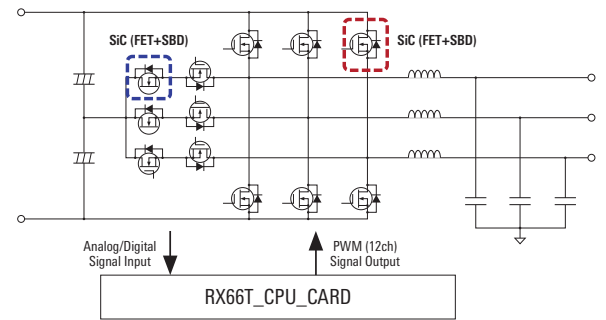 SiC (FET+SBD)
SiC (FET+SBD)
Analog/Digital
Signal Input
PWM (12ch)
Signal Output
RX66T_CPU_CARD